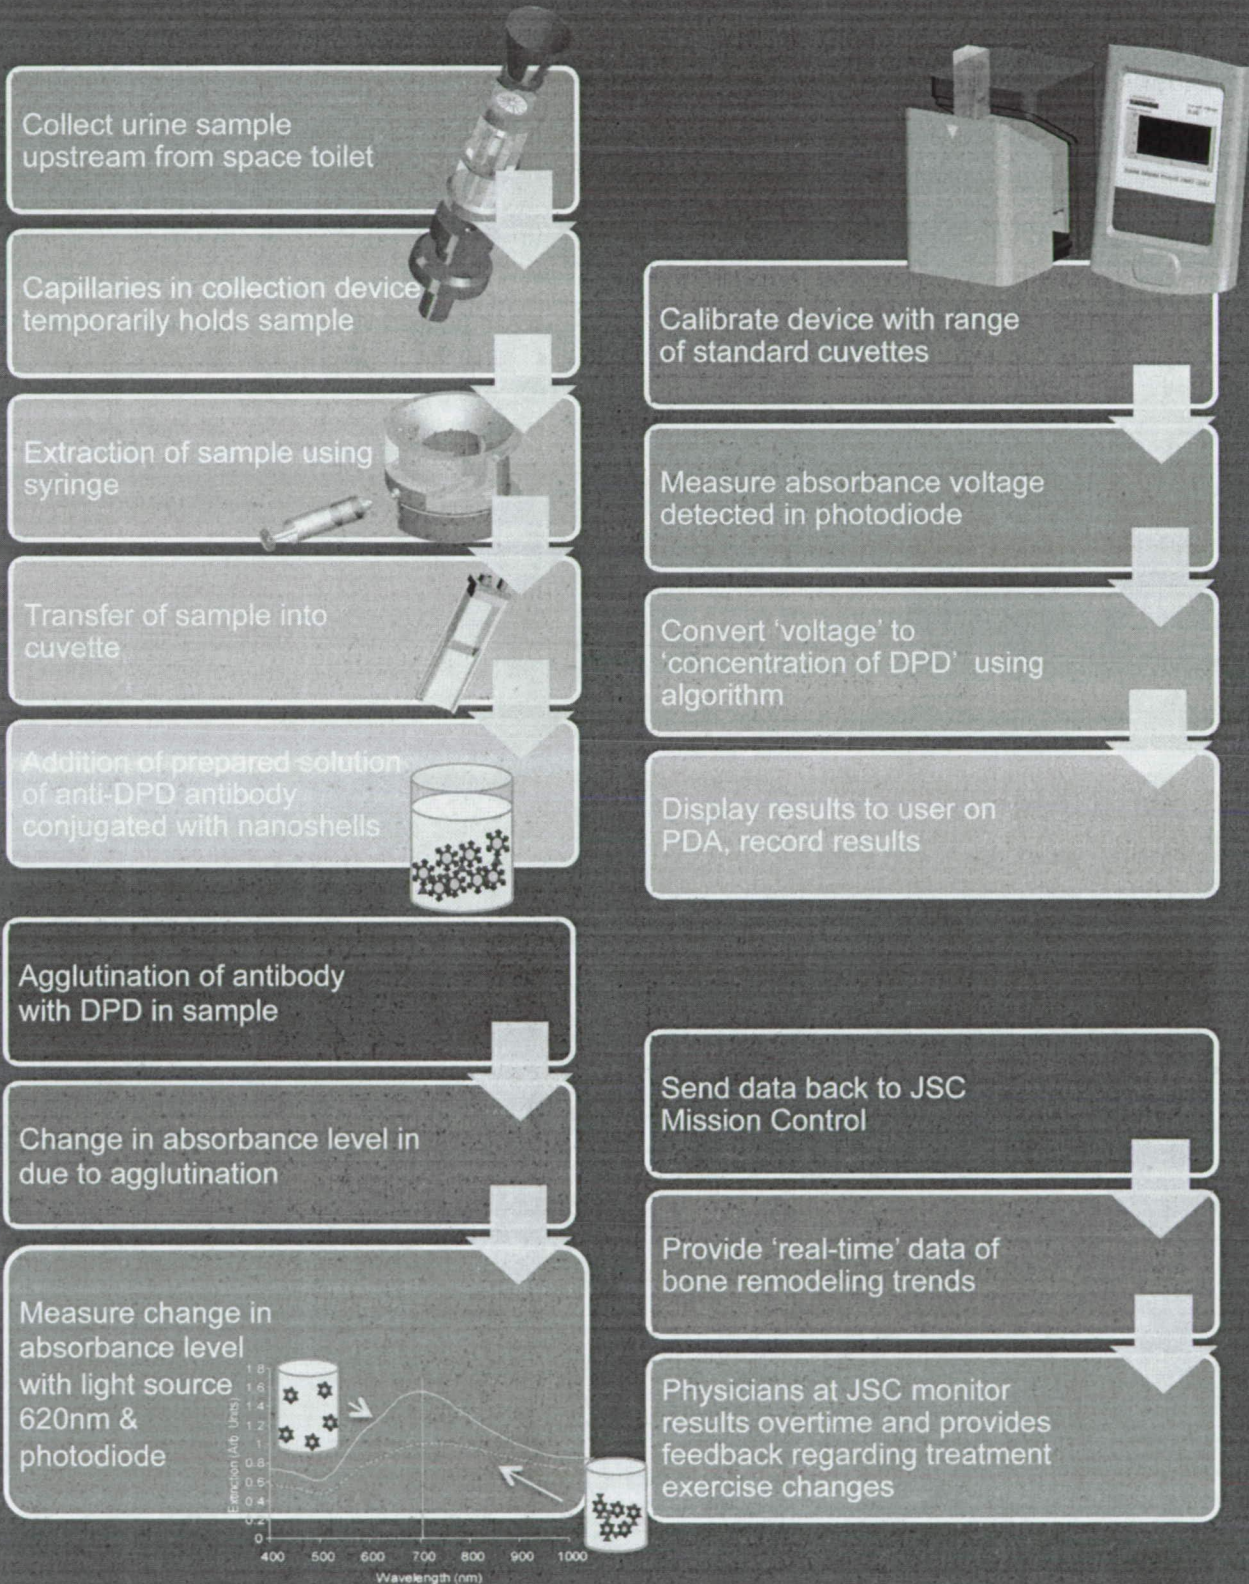 Collect urine sample
upstream from space toilet
Capillaries in collection device
temporarily holds sample
Extraction of sample using
syringe
Transfer of sample into
cuvette
Addition of prepared solution
of anti-DPD antibody
conjugated with nanoshells
Agglutination of antibody
with DPD in sample
Change in absorbance level in
due to agglutination
Measure change in
absorbance level
with light source
620nm &
photodiode
Extinction (Arb. Units)
1.8
1.6
1.4
1.2
1
0.8
0.6
0.4
0.2
0
400 500 600 700 800 900 1000
Wavelength (nm)
Calibrate device with range
of standard cuvettes
Measure absorbance voltage
detected in photodiode
Convert ‘voltage’ to
‘concentration of DPD’ using
algorithm
Display results to user on
PDA, record results
Send data back to JSC
Mission Control
Provide ‘real-time’ data of
bone remodeling trends
Physicians at JSC monitor
results overtime and provides
feedback regarding treatment
exercise changes